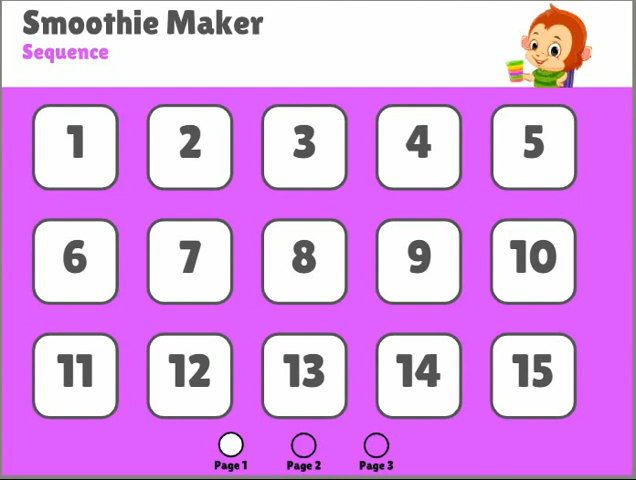 Smoothie Maker
Sequence
1 2 3 4 5
6 7 8 9 10
11 12 13 14 15
Page 1 Page 2 Page 3